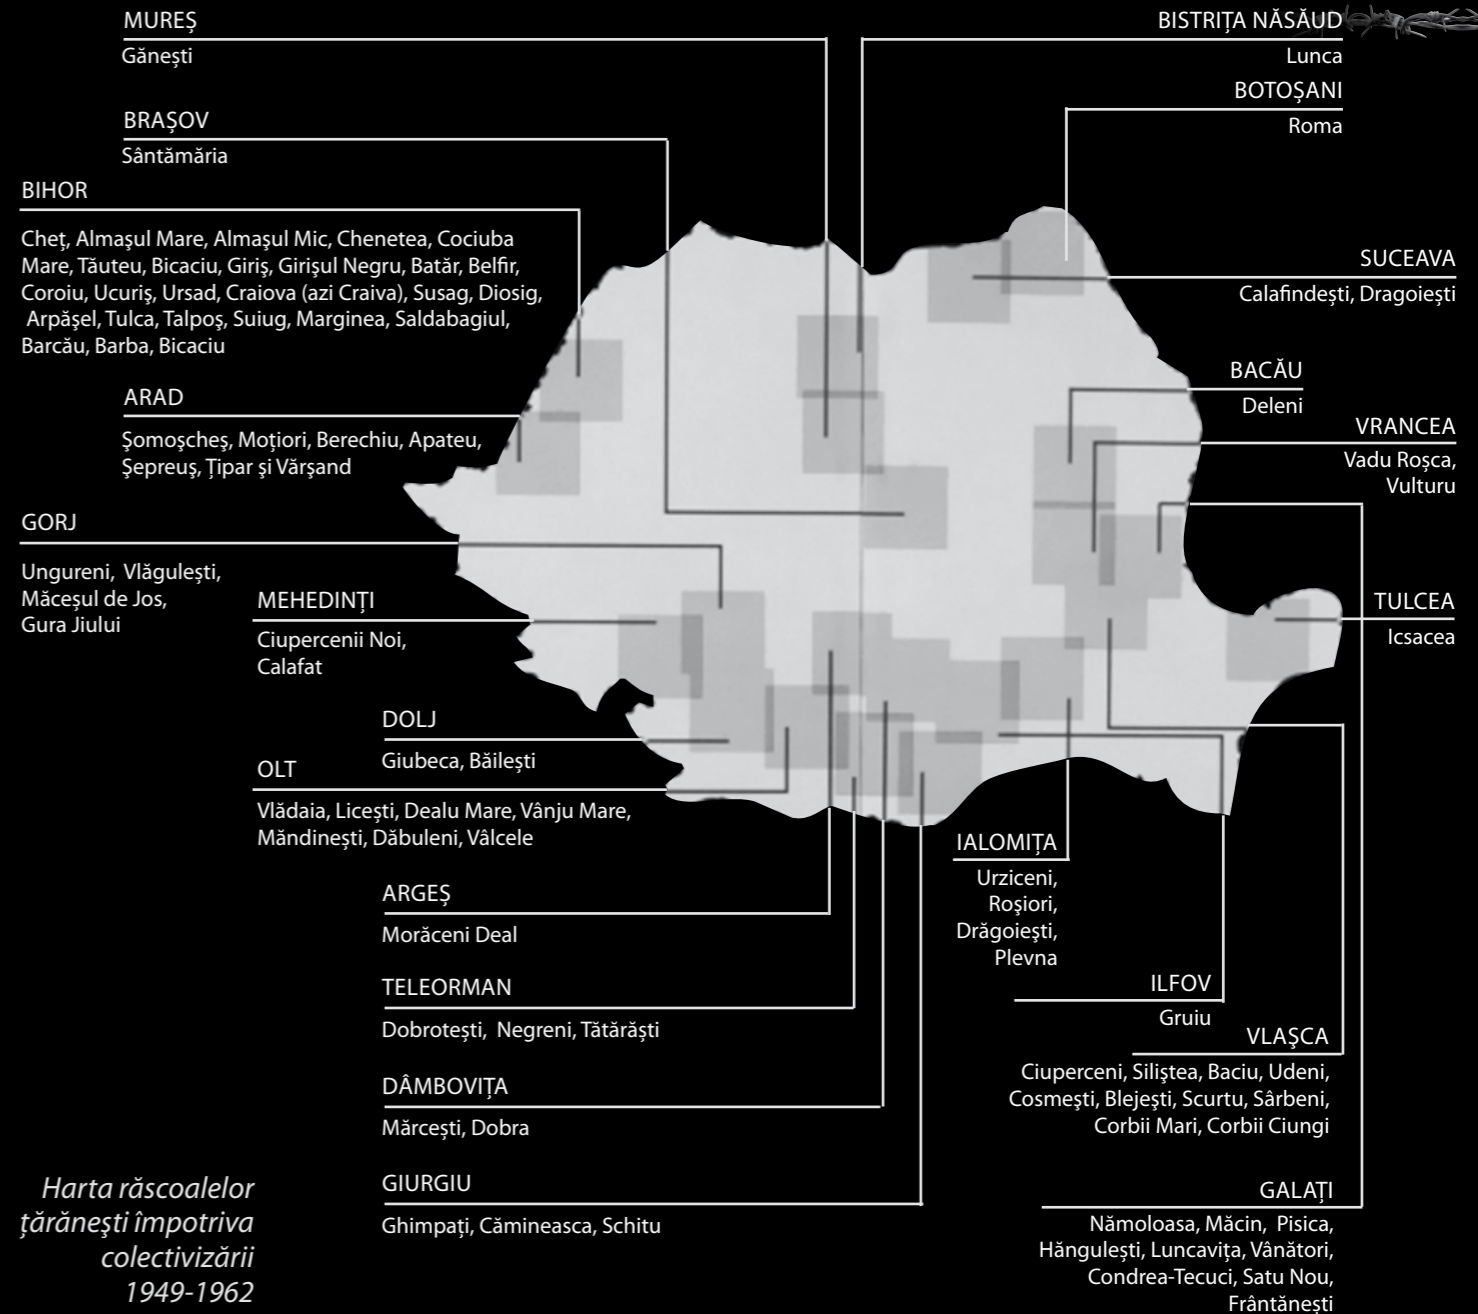 MUREȘ
Gănești
BRAȘOV
Sântămăria
BIHOR
Cheţ, Almaşul Mare, Almaşul Mic, Chenetea, Cociuba
Mare, Tăuteu, Bicaciu, Giriş, Girişul Negru, Batăr, Belfir,
Coroiu, Ucuriş, Ursad, Craiova (azi Craiva), Susag, Diosig,
Arpăşel, Tulca, Talpoş, Suiug, Marginea, Saldabagiul,
Barcău, Barba, Bicaciu
ARAD
Şomoşcheş, Moţiori, Berechiu, Apateu,
Şepreuş, Ţipar şi Vărşand
GORJ
Ungureni, Vlăgulești,
Măceșul de Jos,
Gura Jiului
MEHEDINȚI
Ciupercenii Noi,
Calafat
DOLJ
Giubeca, Băilești
OLT
Vlădaia, Licești, Dealu Mare, Vânju Mare,
Măndinești, Dăbuleni, Vâlcele
ARGEȘ
Morăceni Deal
TELEORMAN
Dobrotești, Negreni, Tătărăști
DÂMBOVIȚA
Mărcești, Dobra
GIURGIU
Ghimpați, Cămineasca, Schitu
BISTRIȚA NĂSĂUD
Lunca
BOTOȘANI
Roma
SUCEAVA
Calafindești, Dragoiești
BACĂU
Deleni
VRANCEA
Vadu Roșca,
Vulturu
TULCEA
Icsacea
IALOMIȚA
Urziceni,
Roşiori,
Drăgoieşti,
Plevna
ILFOV
Gruiu
VLAŞCA
Ciuperceni, Siliştea, Baciu, Udeni,
Cosmeşti, Blejeşti, Scurtu, Sârbeni,
Corbii Mari, Corbii Ciungi
GALAȚI
Nămoloasa, Măcin, Pisica,
Hăngulești, Luncavița, Vânători,
Condrea-Tecuci, Satu Nou,
Frântănești
Harta răscoalelor
ţărăneşti împotriva
colectivizării
1949-1962